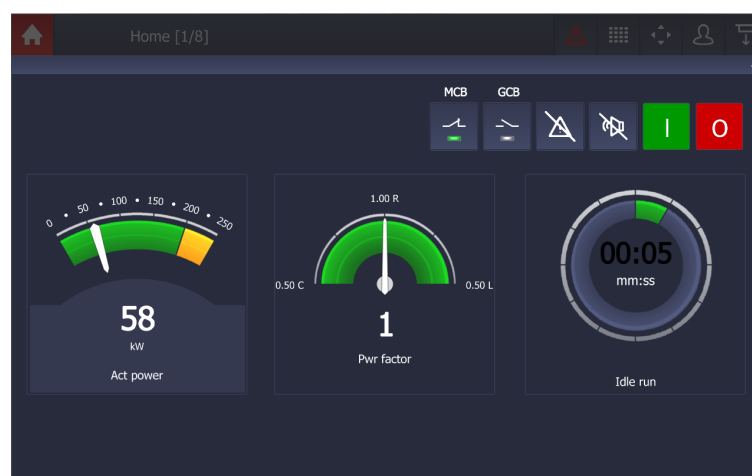 Home [1/8]
MCB GCB
I O
0 50 100 150 200 250
58
kW
Act power
1.00 R
0.50 C 0.50 L
1
Pwr factor
00:05
mm:ss
Idle run